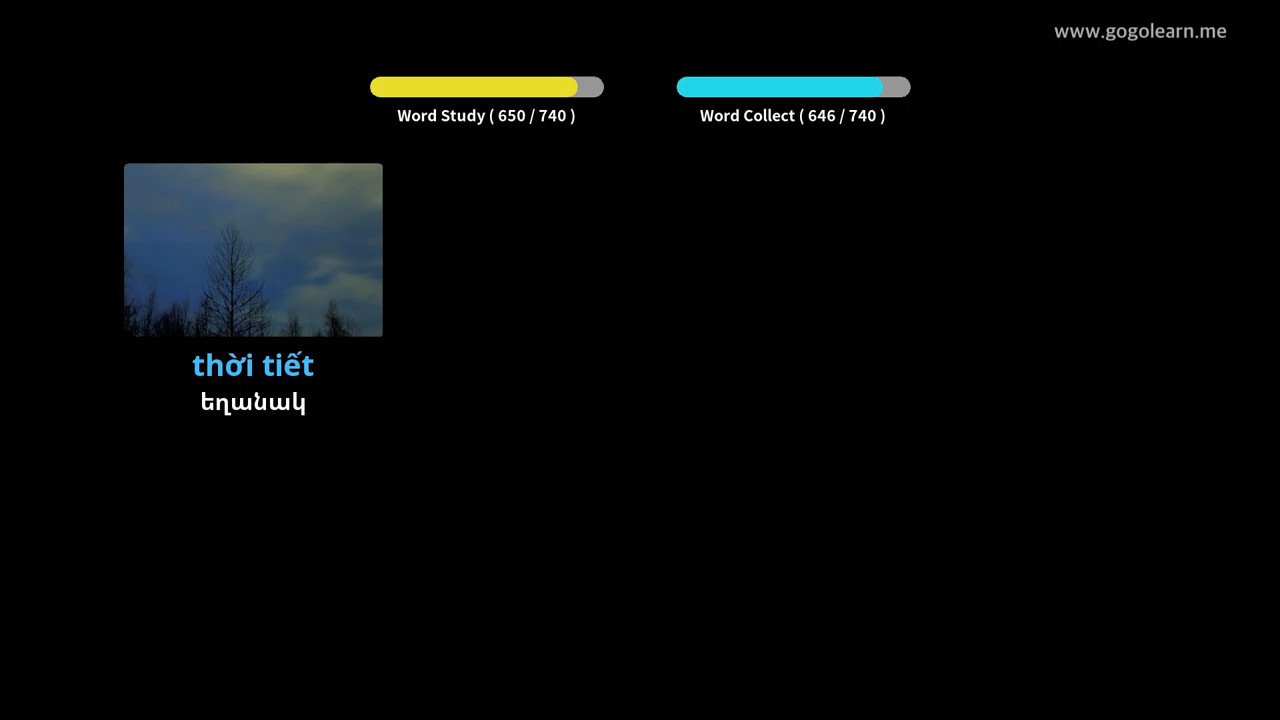 www.gogolearn.me
Word Study ( 650 / 740 )
Word Collect ( 646 / 740 )
thời tiết
եղանակ